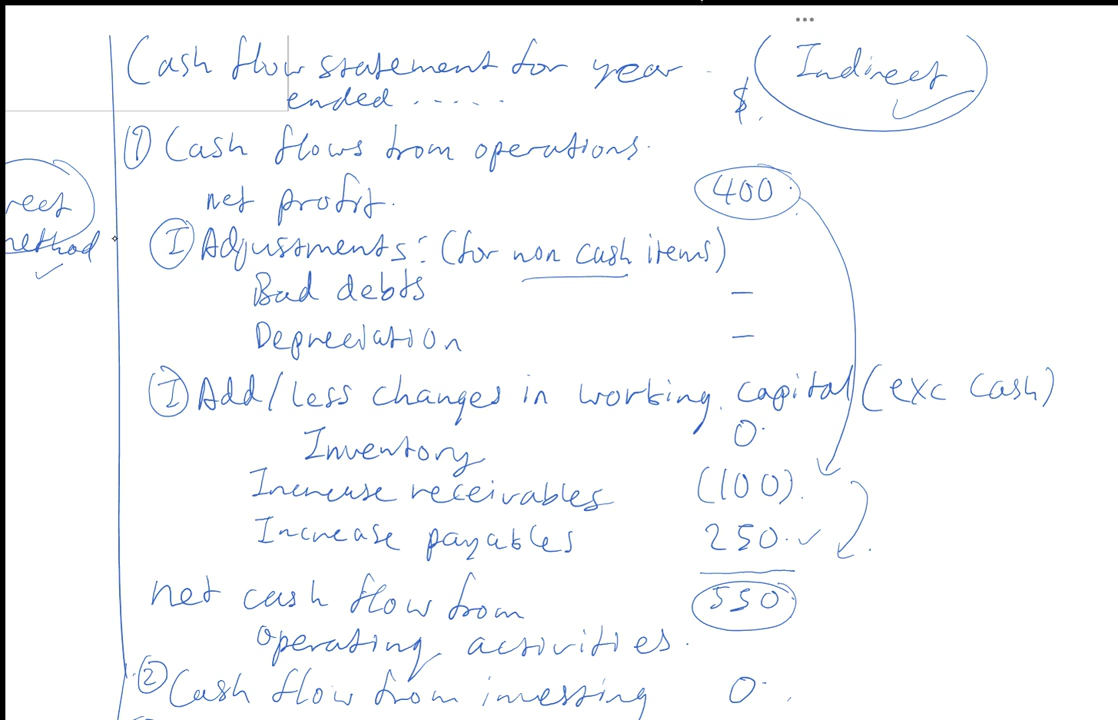 Cash flow statement for year (Indirect)
ended ..... $.
① Cash flows from operations.
net profit. 400
reet
method
Ⓘ Adjustments: (for non cash items)
Bad debts —
Depreciation —
Ⓘ Add/less changes in working capital (exc cash)
Inventory 0
Increase receivables (100)
Increase payables 250
net cash flow from 550
operating activities.
② Cash flow from investing 0